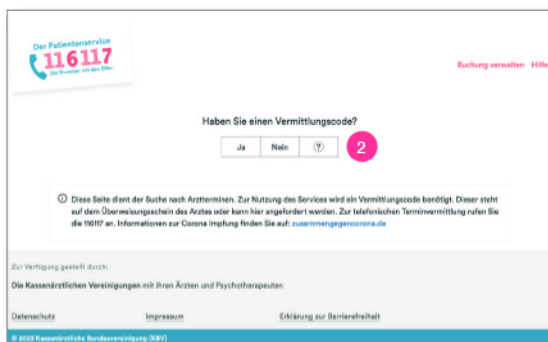 Der Patientenservice
116117
Die Nummer mit den Elfen
Buchung verwalten Hilfe
Haben Sie einen Vermittlungscode?
Ja Nein ?
2
Diese Seite dient der Suche nach Arztterminen. Zur Nutzung des Services wird ein Vermittlungscode benötigt. Dieser steht
auf dem Überweisungsschein des Arztes oder kann hier angefordert werden. Zur telefonischen Terminvermittlung rufen Sie
die 116117 an. Informationen zur Corona Impfung finden Sie auf: zusammengegencorona.de
Zur Verfügung gestellt durch:
Die Kassenärztlichen Vereinigungen mit ihren Ärzten und Psychotherapeuten
Datenschutz Impressum Erklärung zur Barrierefreiheit
© 2023 Kassenärztliche Bundesvereinigung (KBV)